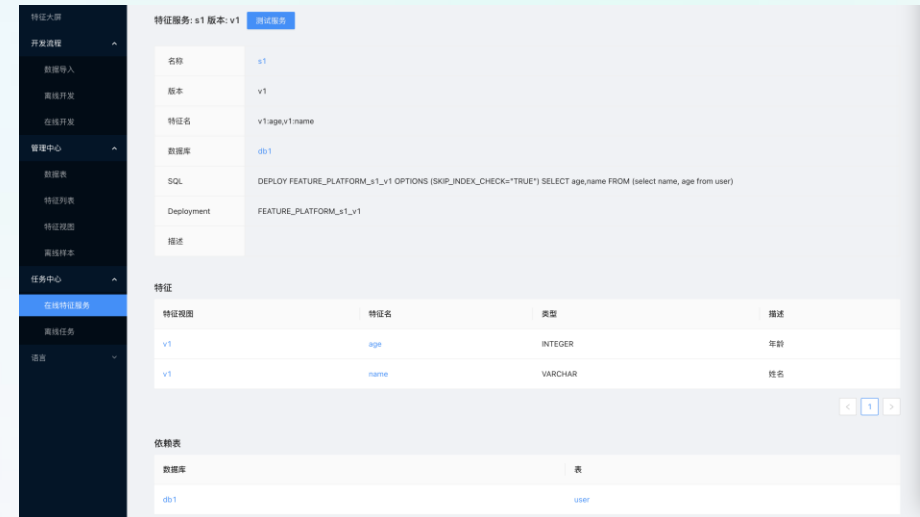 特征大屏
开发流程
数据导入
离线开发
在线开发
管理中心
数据表
特征列表
特征视图
离线样本
任务中心
在线特征服务
离线任务
语言
特征服务: s1 版本: v1 测试服务
名称 s1
版本 v1
特征名 v1:age,v1:name
数据库 db1
SQL DEPLOY FEATURE_PLATFORM_s1_v1 OPTIONS (SKIP_INDEX_CHECK="TRUE") SELECT age,name FROM (select name, age from user)
Deployment FEATURE_PLATFORM_s1_v1
描述
特征
特征视图 特征名 类型 描述
v1 age INTEGER 年龄
v1 name VARCHAR 姓名
< 1 >
依赖表
数据库 表
db1 user